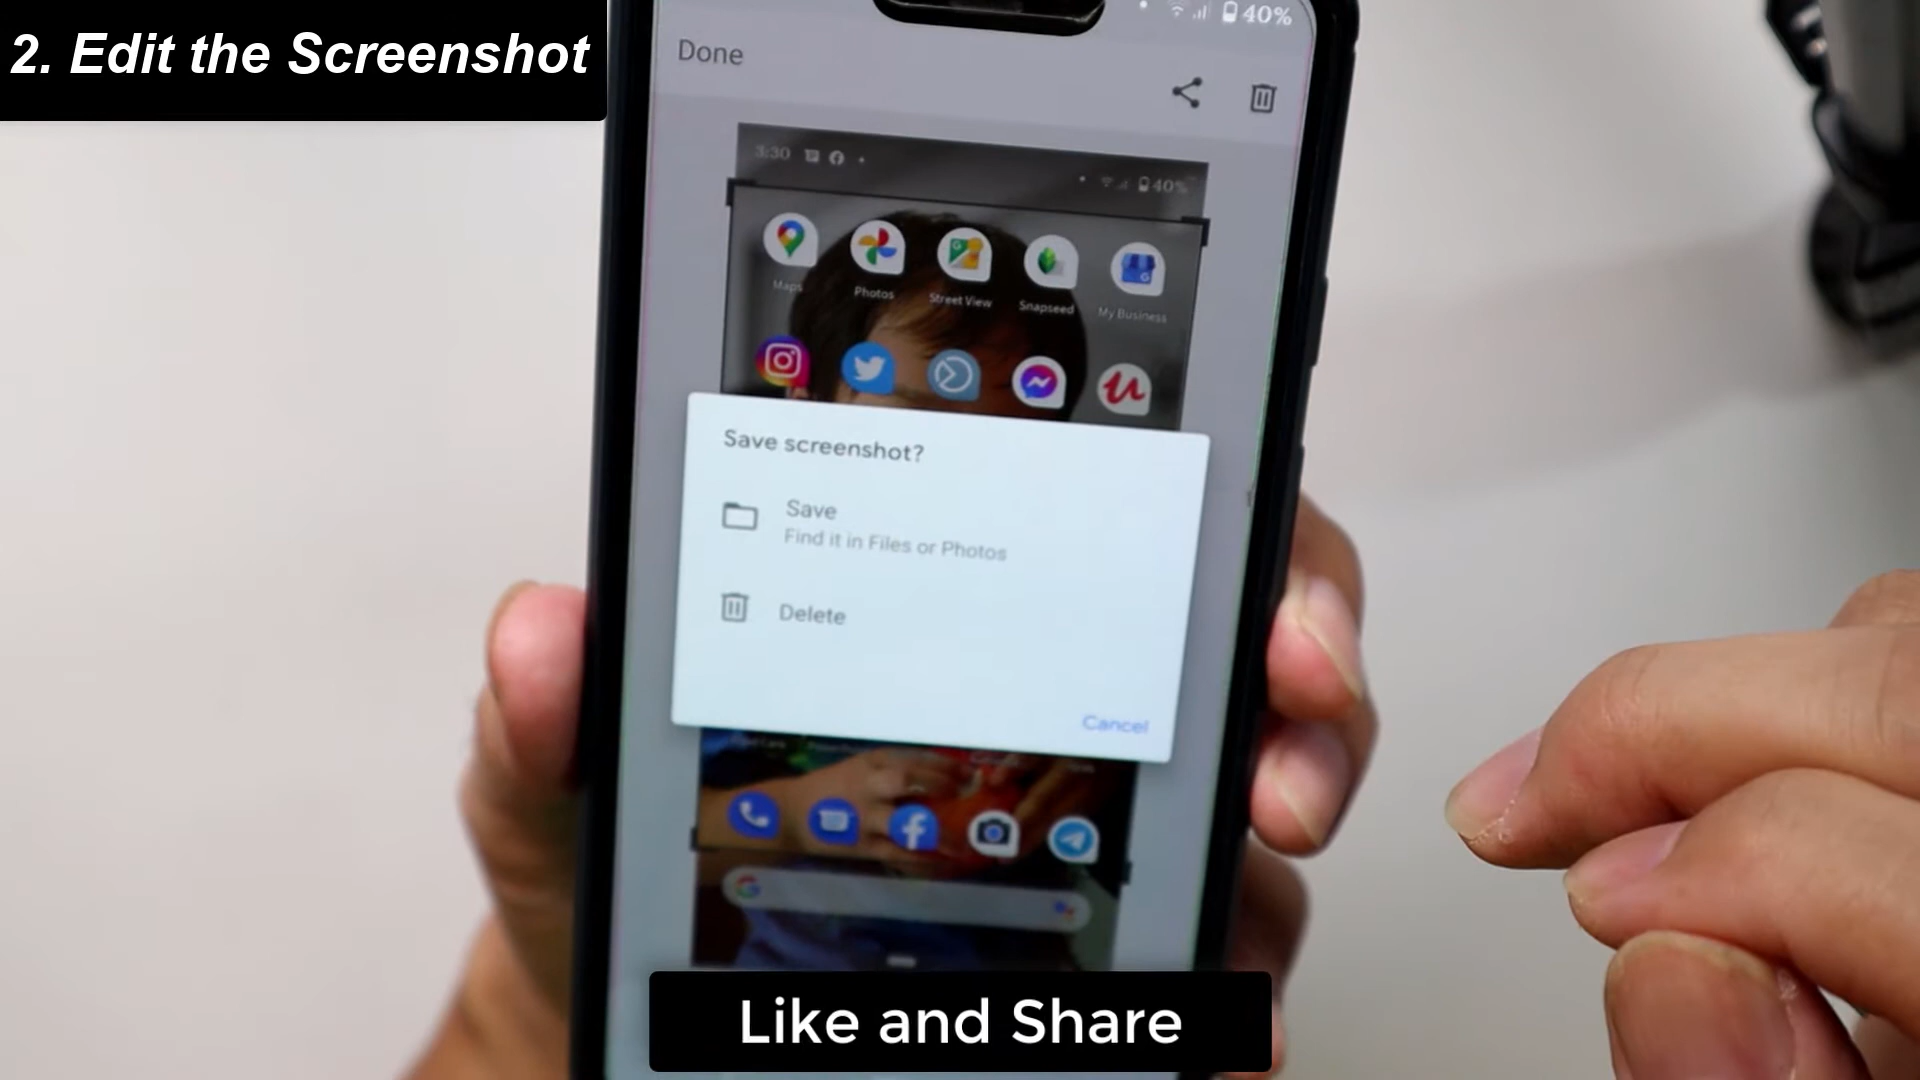 2. Edit the Screenshot
40%
Done
3:30
40%
Maps
Photos
Street View
Snapseed
My Business
Save screenshot?
Save
Find it in Files or Photos
Delete
Cancel
Like and Share